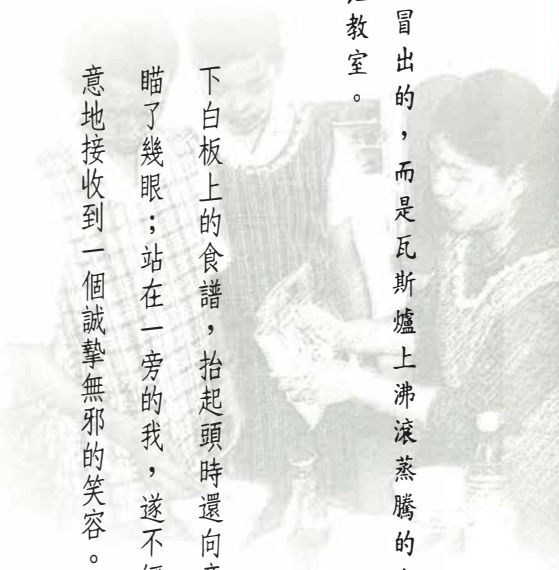 冒出的，而是瓦斯爐上沸滾蒸騰的
教室。
下白板上的食譜，抬起頭時還向
瞄了幾眼；站在一旁的我，遂不
意地接收到一個誠摯無邪的笑容。